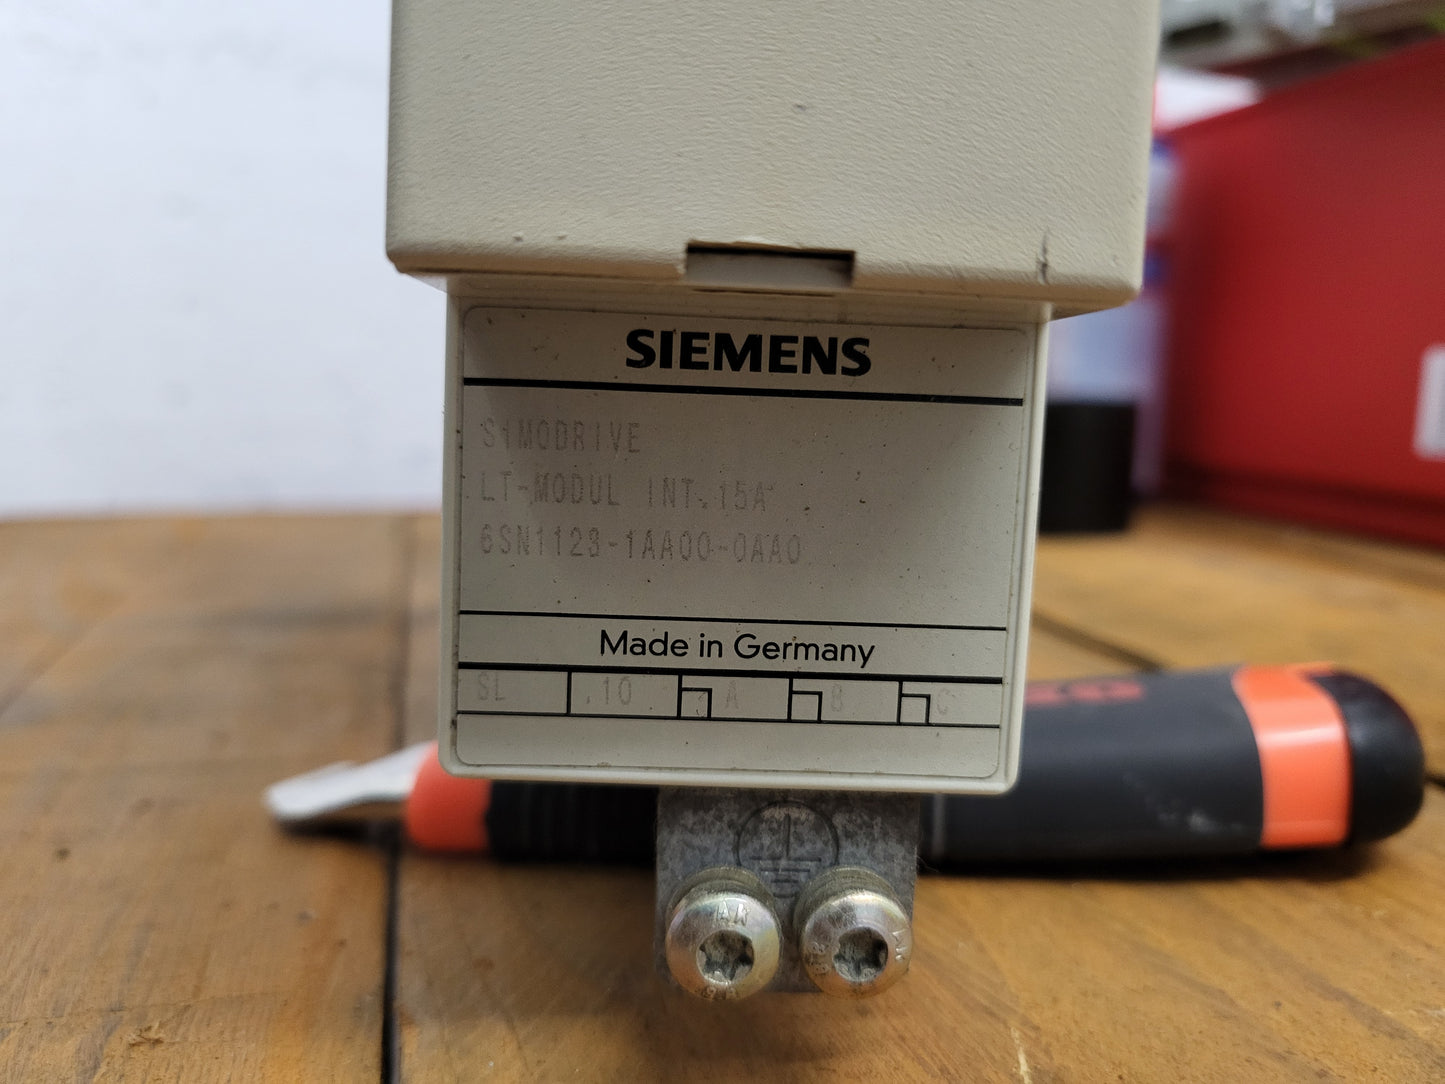 SIEMENS
SIMODRIVE
LT-MODUL INT.15A
6SN1123-1AA00-0AA0
Made in Germany
SL .10 A B C